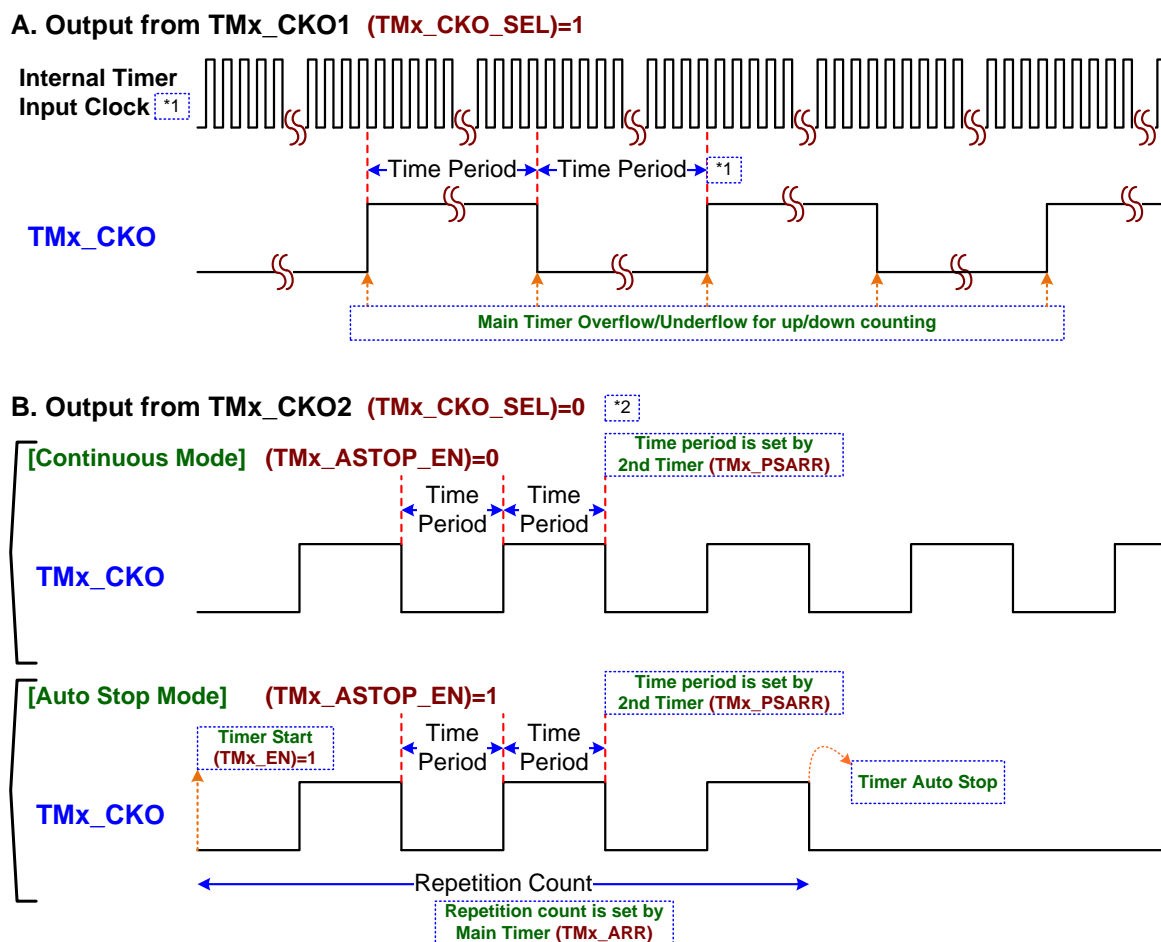 A. Output from TMx_CKO1 (TMx_CKO_SEL)=1
Internal Timer
Input Clock *1
Time Period
Time Period
*1
TMx_CKO
Main Timer Overflow/Underflow for up/down counting
B. Output from TMx_CKO2 (TMx_CKO_SEL)=0 *2
[Continuous Mode] (TMx_ASTOP_EN)=0
Time period is set by
2nd Timer (TMx_PSARR)
Time
Period
Time
Period
TMx_CKO
[Auto Stop Mode] (TMx_ASTOP_EN)=1
Time period is set by
2nd Timer (TMx_PSARR)
Timer Start
(TMx_EN)=1
Time
Period
Time
Period
Timer Auto Stop
TMx_CKO
Repetition Count
Repetition count is set by
Main Timer (TMx_ARR)